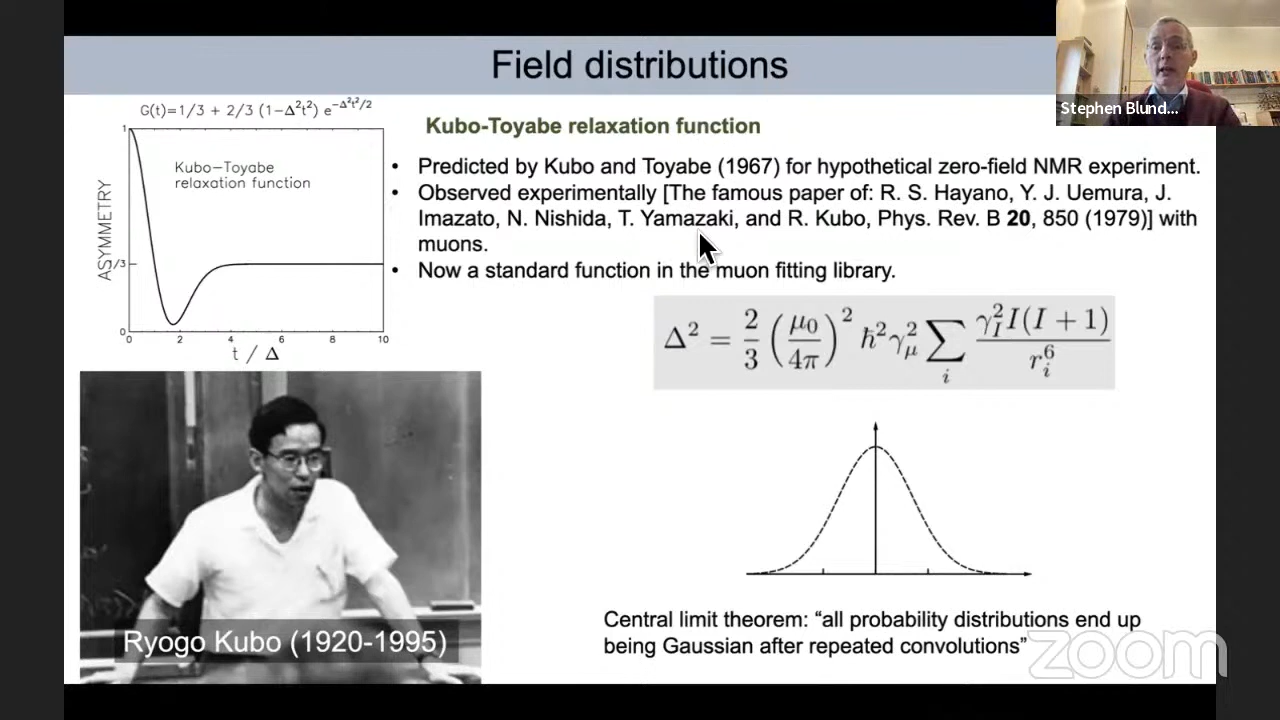 Field distributions
Stephen Blund...
G(t)=1/3 + 2/3 (1−Δ²t²) e^{−Δ²t²/2}
Kubo-Toyabe relaxation function
1
Kubo−Toyabe
relaxation function
ASYMMETRY
1/3
0
0 2 4 6 8 10
t / Δ
• Predicted by Kubo and Toyabe (1967) for hypothetical zero-field NMR experiment.
• Observed experimentally [The famous paper of: R. S. Hayano, Y. J. Uemura, J.
Imazato, N. Nishida, T. Yamazaki, and R. Kubo, Phys. Rev. B 20, 850 (1979)] with
muons.
• Now a standard function in the muon fitting library.
Δ² = 2/3 (μ₀/4π)² ħ²γ_μ² ∑_i γ_I² I(I + 1)/r_i⁶
Ryogo Kubo (1920-1995)
Central limit theorem: “all probability distributions end up
being Gaussian after repeated convolutions”
zoom